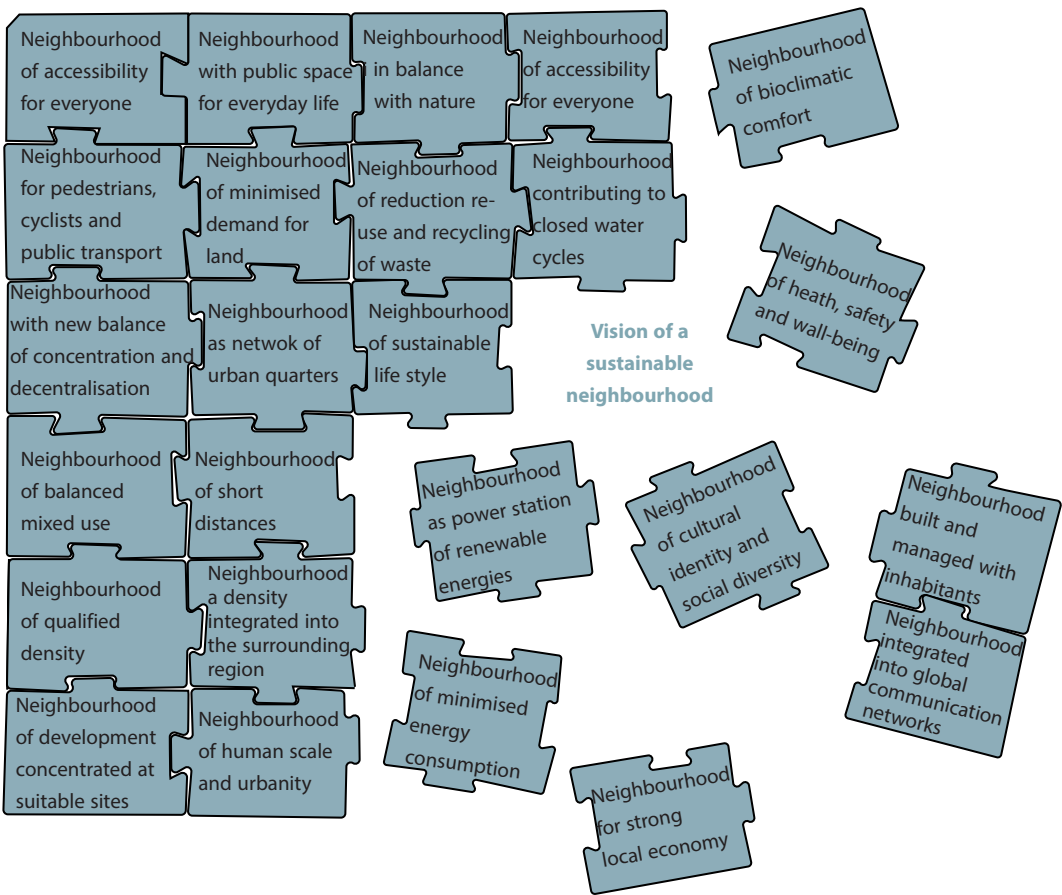 Neighbourhood
of accessibility
for everyone
Neighbourhood
with public space
for everyday life
Neighbourhood
i in balance
with nature
Neighbourhood
of accessibility
for everyone
Neighbourhood
of bioclimatic
comfort
Neighbourhood
for pedestrians,
cyclists and
public transport
Neighbourhood
of minimised
demand for
land
Neighbourhood
of reduction re-
use and recycling
of waste
Neighbourhood
contributing to
closed water
cycles
Neighbourhood
of heath, safety
and wall-being
Neighbourhood
with new balance
of concentration and
decentralisation
Neighbourhood
as netwok of
urban quarters
Neighbourhood
of sustainable
life style
Vision of a
sustainable
neighbourhood
Neighbourhood
of balanced
mixed use
Neighbourhood
of short
distances
Neighbourhood
as power station
of renewable
energies
Neighbourhood
of cultural
identity and
social diversity
Neighbourhood
built and
managed with
inhabitants
Neighbourhood
of qualified
density
Neighbourhood
a density
integrated into
the surrounding
region
Neighbourhood
integrated
into global
communication
networks
Neighbourhood
of development
concentrated at
suitable sites
Neighbourhood
of human scale
and urbanity
Neighbourhood
of minimised
energy
consumption
Neighbourhood
for strong
local economy